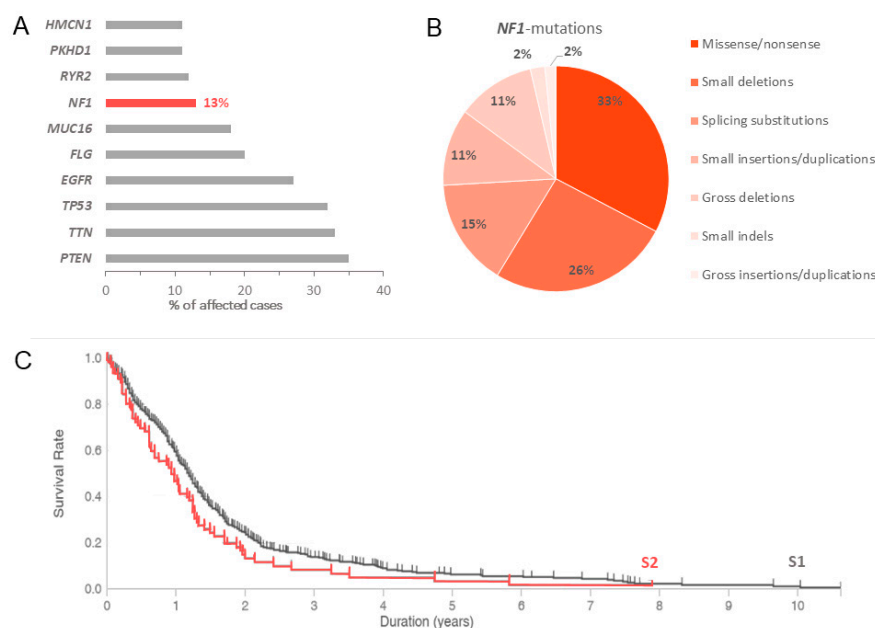 A
HMCN1
PKHD1
RYR2
NF1 13%
MUC16
FLG
EGFR
TP53
TTN
PTEN
0 10 20 30 40
% of affected cases
B
NF1-mutations
2% 2%
33%
11%
11%
15%
26%
Missense/nonsense
Small deletions
Splicing substitutions
Small insertions/duplications
Gross deletions
Small indels
Gross insertions/duplications
C
1.0
0.8
0.6
0.4
0.2
0.0
Survival Rate
S2 S1
0 1 2 3 4 5 6 7 8 9 10
Duration (years)